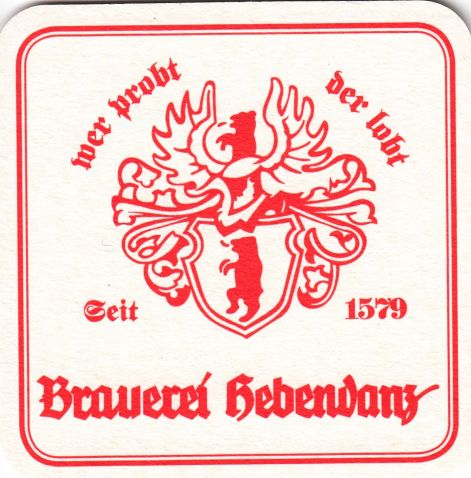 wer probt
der lobt
Seit 1579
Brauerei Hebendanz